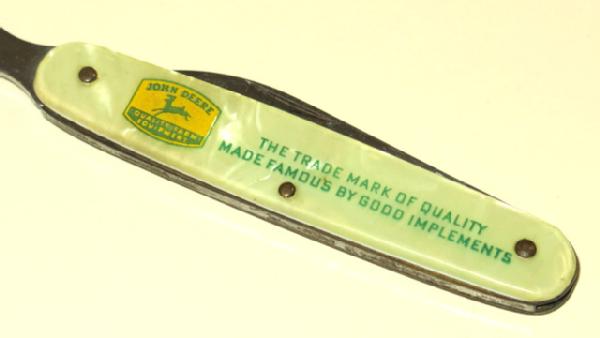 JOHN DEERE
QUALITY FARM
EQUIPMENT
THE TRADE MARK OF QUALITY
MADE FAMOUS BY GOOD IMPLEMENTS